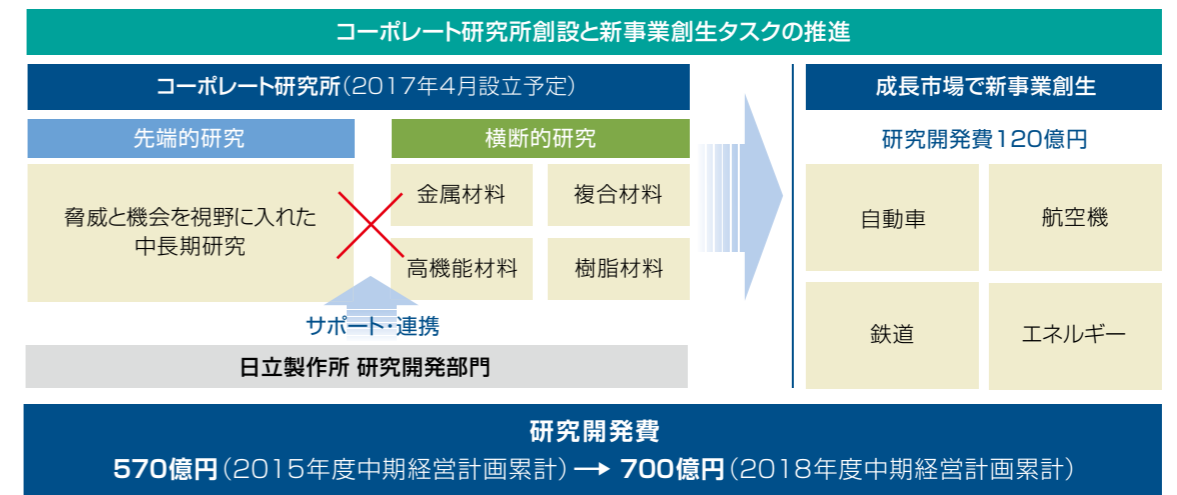 コーポレート研究所創設と新事業創生タスクの推進
コーポレート研究所(2017年4月設立予定)
先端的研究
横断的研究
脅威と機会を視野に入れた
中長期研究
金属材料
複合材料
高機能材料
樹脂材料
サポート・連携
日立製作所 研究開発部門
成長市場で新事業創生
研究開発費120億円
自動車
航空機
鉄道
エネルギー
研究開発費
570億円(2015年度中期経営計画累計) → 700億円(2018年度中期経営計画累計)